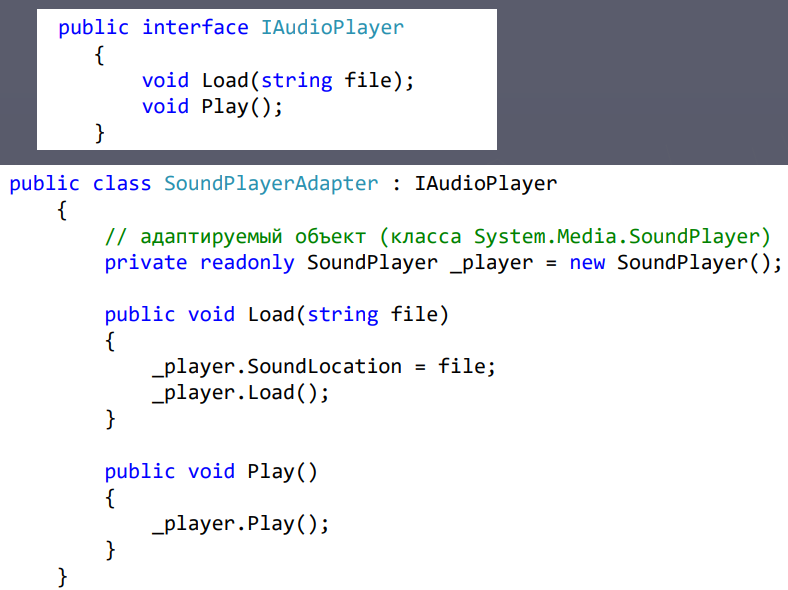 public interface IAudioPlayer
{
void Load(string file);
void Play();
}
public class SoundPlayerAdapter : IAudioPlayer
{
// адаптируемый объект (класса System.Media.SoundPlayer)
private readonly SoundPlayer _player = new SoundPlayer();
public void Load(string file)
{
_player.SoundLocation = file;
_player.Load();
}
public void Play()
{
_player.Play();
}
}